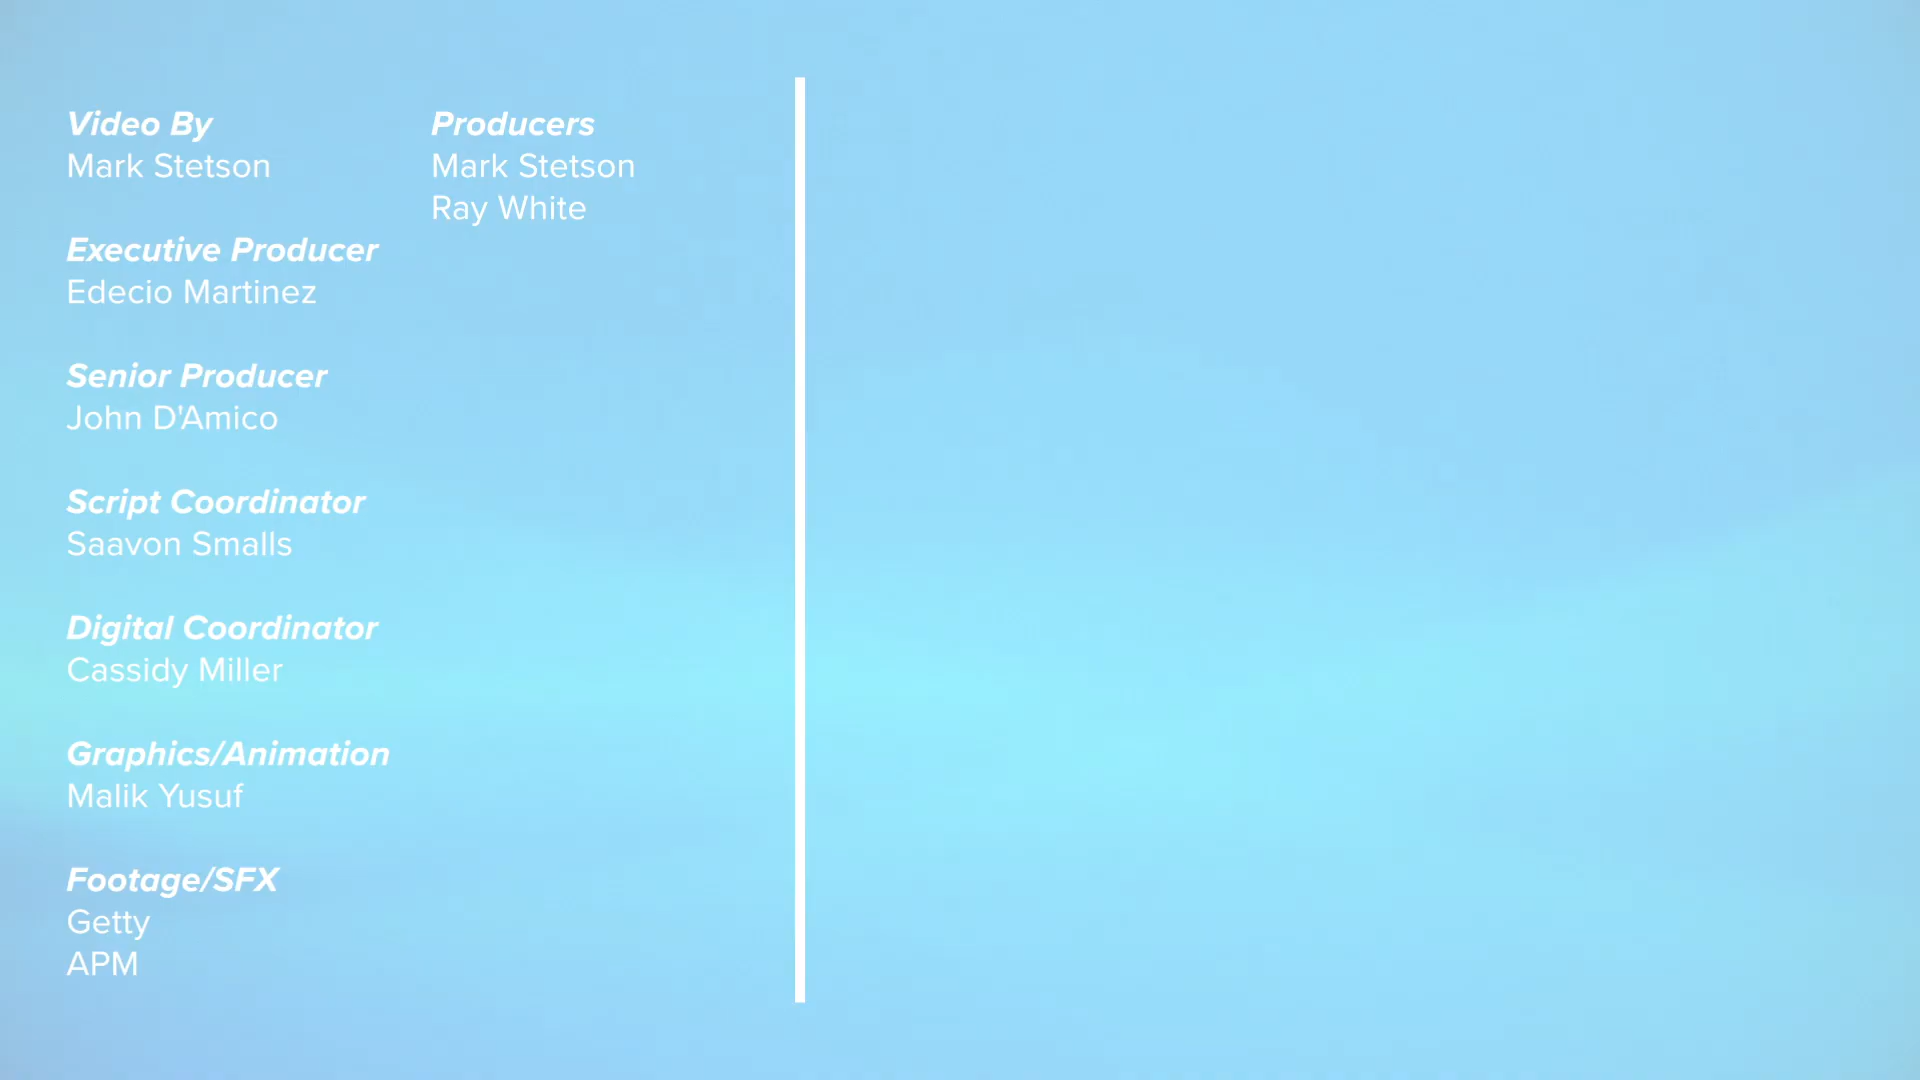 Video By
Mark Stetson
Executive Producer
Edecio Martinez
Senior Producer
John D'Amico
Script Coordinator
Saavon Smalls
Digital Coordinator
Cassidy Miller
Graphics/Animation
Malik Yusuf
Footage/SFX
Getty
APM
Producers
Mark Stetson
Ray White